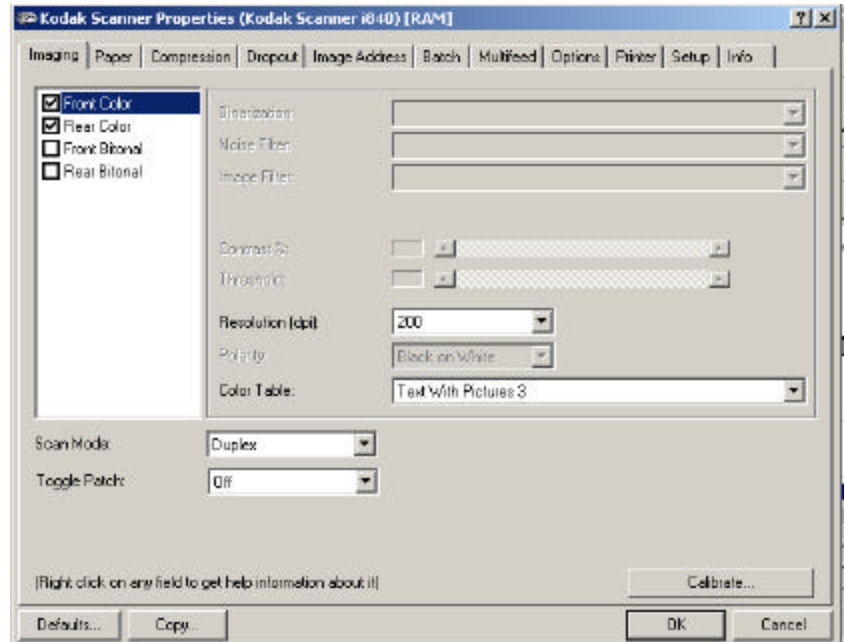 Kodak Scanner Properties (Kodak Scanner i840) [RAM]
Imaging Paper Compression Dropout Image Address Batch Multifeed Options Printer Setup Info
Front Color
Rear Color
Front Bitonal
Rear Bitonal
Binarization:
Noise Filter:
Image Filter:
Contrast %:
Threshold:
Resolution (dpi): 200
Polarity: Black on White
Color Table: Text With Pictures 3
Scan Mode: Duplex
Toggle Patch: Off
(Right click on any field to get help information about it) Calibrate...
Defaults... Copy... OK Cancel